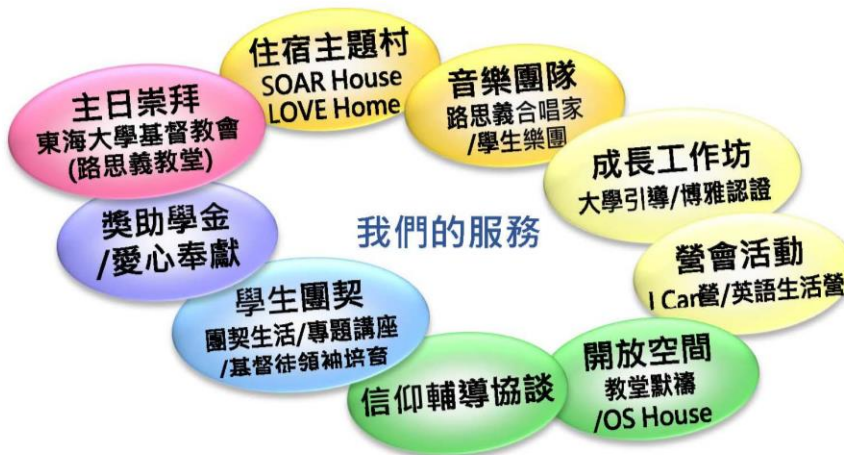 住宿主題村
SOAR House
LOVE Home
音樂團隊
路思義合唱家
/學生樂團
主日崇拜
東海大學基督教會
(路思義教堂)
成長工作坊
大學引導/博雅認證
獎助學金
/愛心奉獻
我們的服務
營會活動
I Can營/英語生活營
學生團契
團契生活/專題講座
/基督徒領袖培育
開放空間
教堂默禱
/OS House
信仰輔導協談